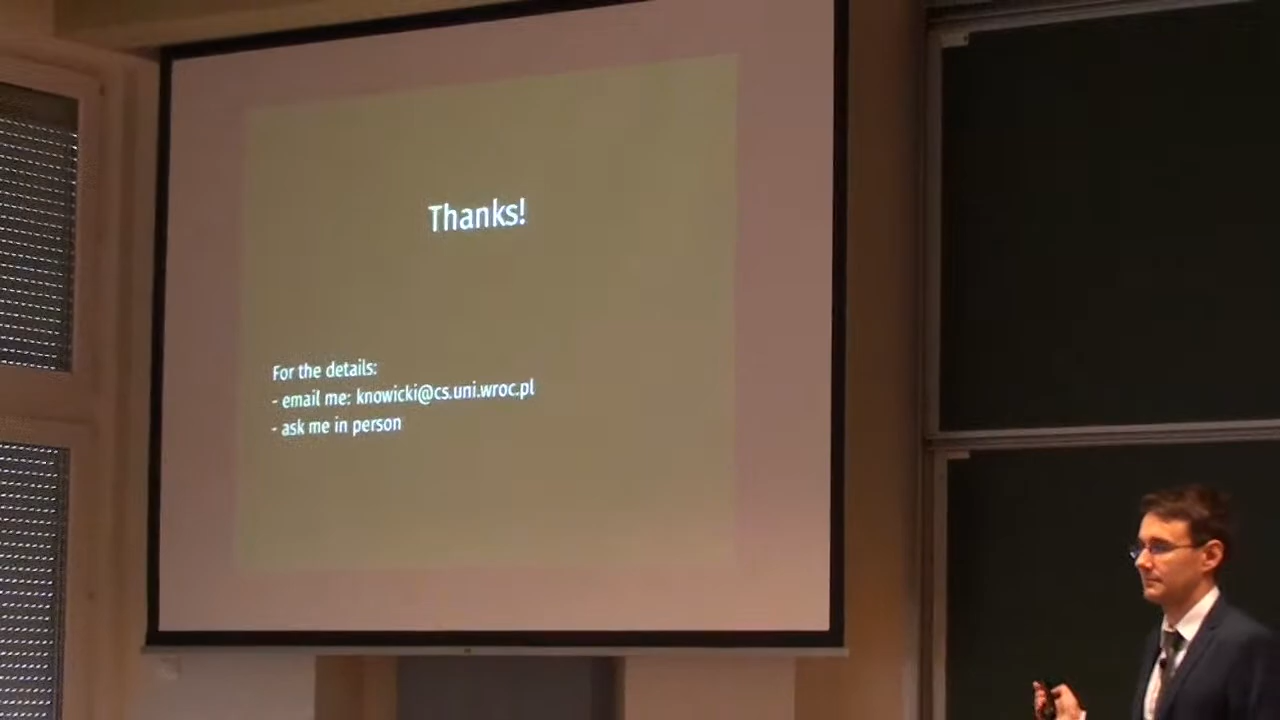 Thanks!
For the details:
- email me: knowicki@cs.uni.wroc.pl
- ask me in person